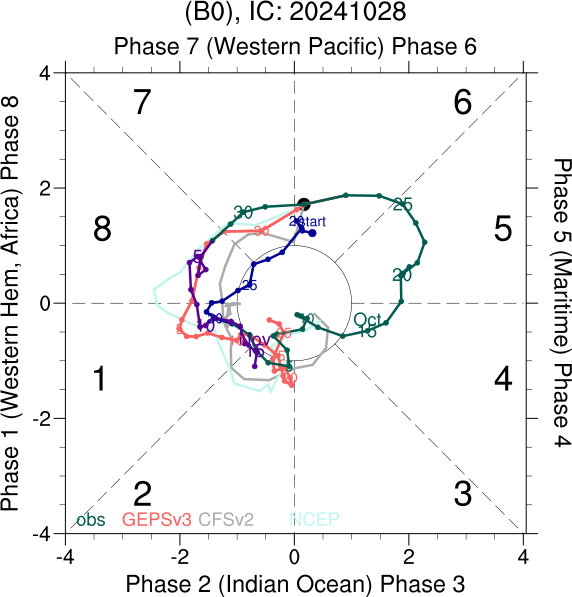 (B0), IC: 20241028
Phase 7 (Western Pacific) Phase 6
Phase 1 (Western Hem, Africa) Phase 8
Phase 5 (Maritime) Phase 4
4
2
0
-2
-4
7
6
8
5
1
4
2
3
30
25
20
15
Oct
start
25
30
5
Nov
15
obs GEPSv3 CFSv2 NCEP
-4 -2 0 2 4
Phase 2 (Indian Ocean) Phase 3